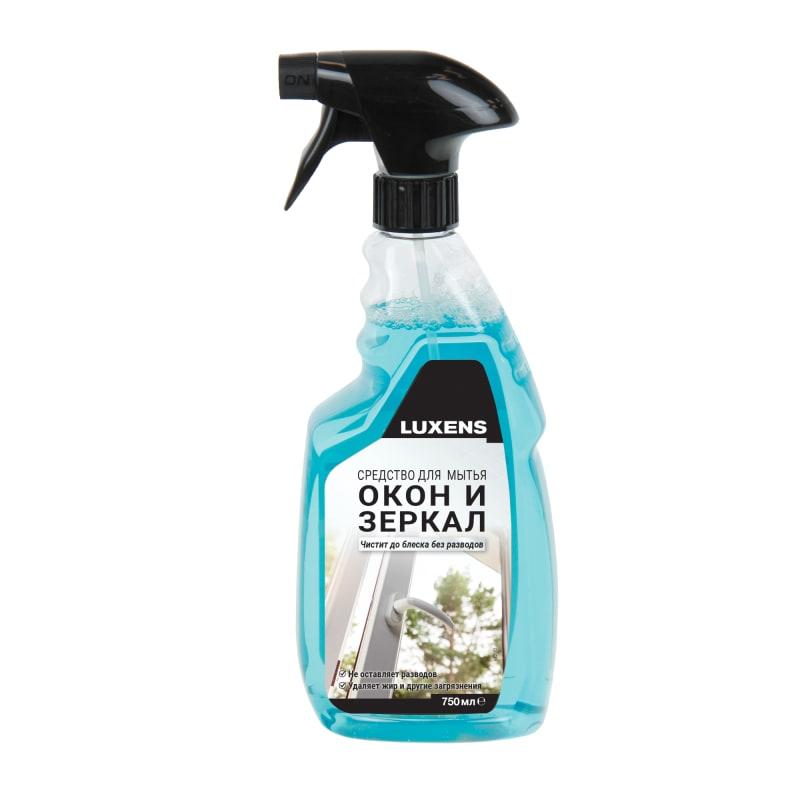 ON
LUXENS
СРЕДСТВО ДЛЯ МЫТЬЯ
ОКОН И
ЗЕРКАЛ
Чистит до блеска без разводов
Не оставляет разводов
Удаляет жир и другие загрязнения
750 мл ℮